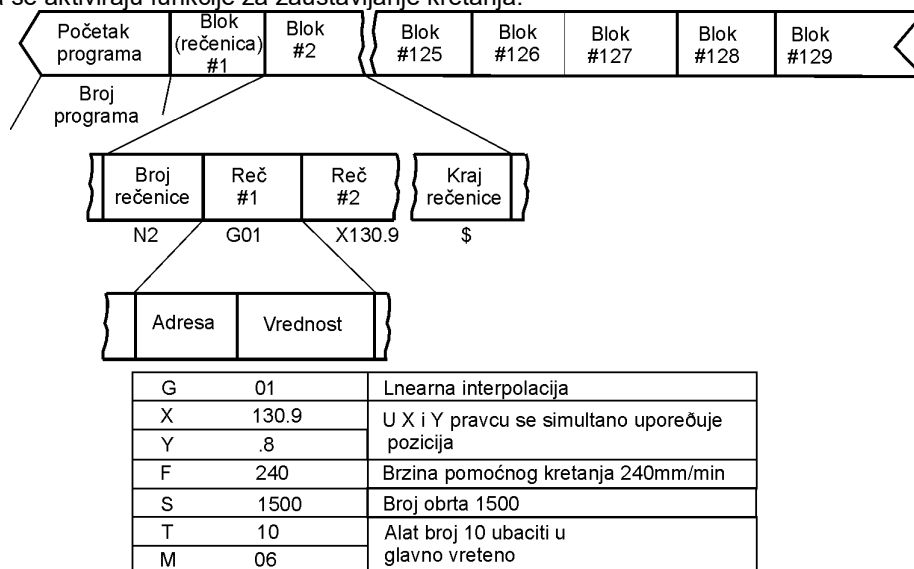 se aktiviraju funkcije za zaustavljanje kretanja.
Početak
programa
Blok
(rečenica)
#1
Blok
#2
Blok
#125
Blok
#126
Blok
#127
Blok
#128
Blok
#129
Broj
programa
Broj
rečenice
Reč
#1
Reč
#2
Kraj
rečenice
N2 G01 X130.9 $
Adresa Vrednost
G 01 Lnearna interpolacija
X 130.9 U X i Y pravcu se simultano uporeðuje
Y .8 pozicija
F 240 Brzina pomoćnog kretanja 240mm/min
S 1500 Broj obrta 1500
T 10 Alat broj 10 ubaciti u
M 06 glavno vreteno